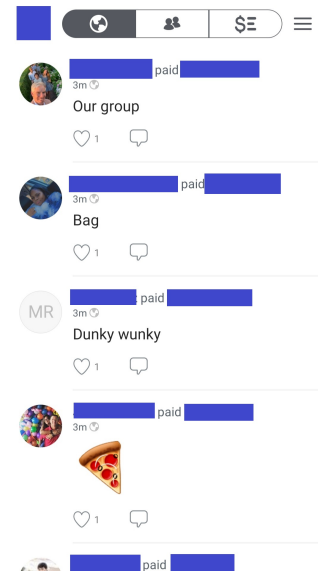 $
paid
3m
Our group
1
paid
3m
Bag
1
MR
paid
3m
Dunky wunky
1
paid
3m
1
paid